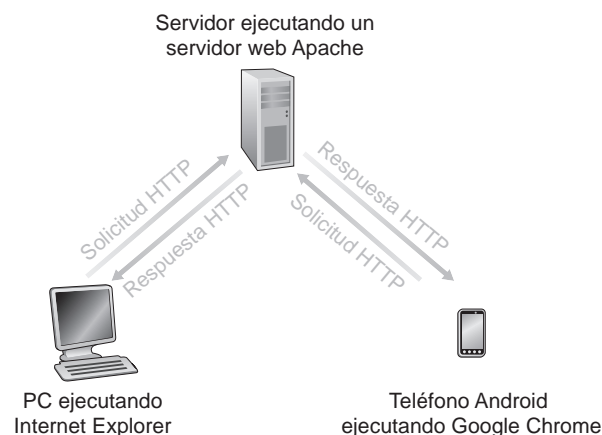 Servidor ejecutando un
servidor web Apache
Solicitud HTTP
Respuesta HTTP
Respuesta HTTP
Solicitud HTTP
PC ejecutando
Internet Explorer
Teléfono Android
ejecutando Google Chrome